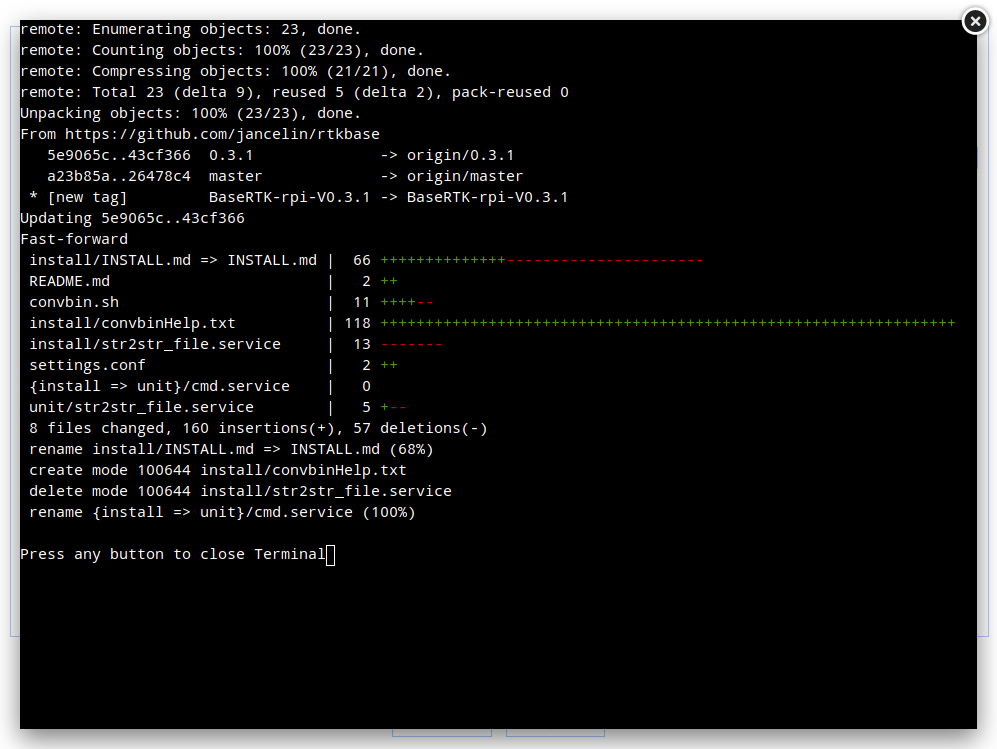 remote: Enumerating objects: 23, done.
remote: Counting objects: 100% (23/23), done.
remote: Compressing objects: 100% (21/21), done.
remote: Total 23 (delta 9), reused 5 (delta 2), pack-reused 0
Unpacking objects: 100% (23/23), done.
From https://github.com/jancelin/rtkbase
   5e9065c..43cf366  0.3.1              -> origin/0.3.1
   a23b85a..26478c4  master             -> origin/master
 * [new tag]         BaseRTK-rpi-V0.3.1 -> BaseRTK-rpi-V0.3.1
Updating 5e9065c..43cf366
Fast-forward
 install/INSTALL.md => INSTALL.md |  66 ++++++++++++++----------------------
 README.md                        |   2 ++
 convbin.sh                       |  11 ++++--
 install/convbinHelp.txt          | 118 ++++++++++++++++++++++++++++++++++++++++++++++++++++++++++++++++
 install/str2str_file.service     |  13 -------
 settings.conf                    |   2 ++
 {install => unit}/cmd.service    |   0
 unit/str2str_file.service        |   5 +--
 8 files changed, 160 insertions(+), 57 deletions(-)
 rename install/INSTALL.md => INSTALL.md (68%)
 create mode 100644 install/convbinHelp.txt
 delete mode 100644 install/str2str_file.service
 rename {install => unit}/cmd.service (100%)
Press any button to close Terminal